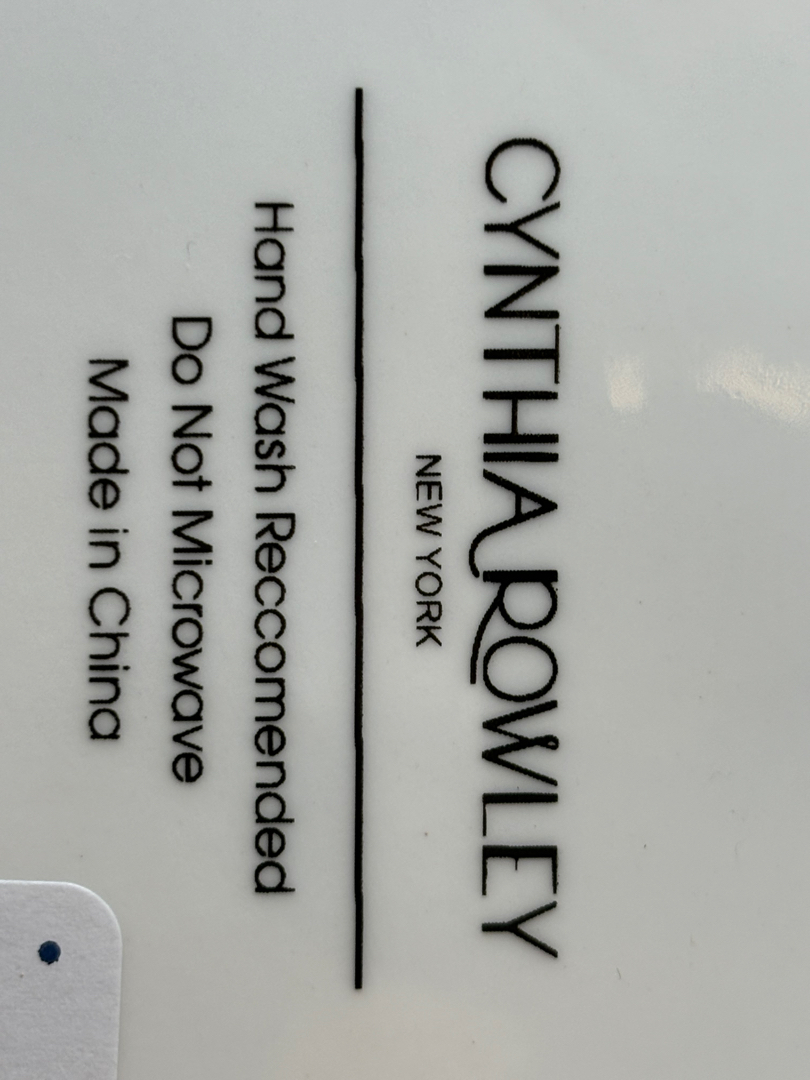 CYNTHIA ROWLEY
NEW YORK
Hand Wash Reccomended
Do Not Microwave
Made in China